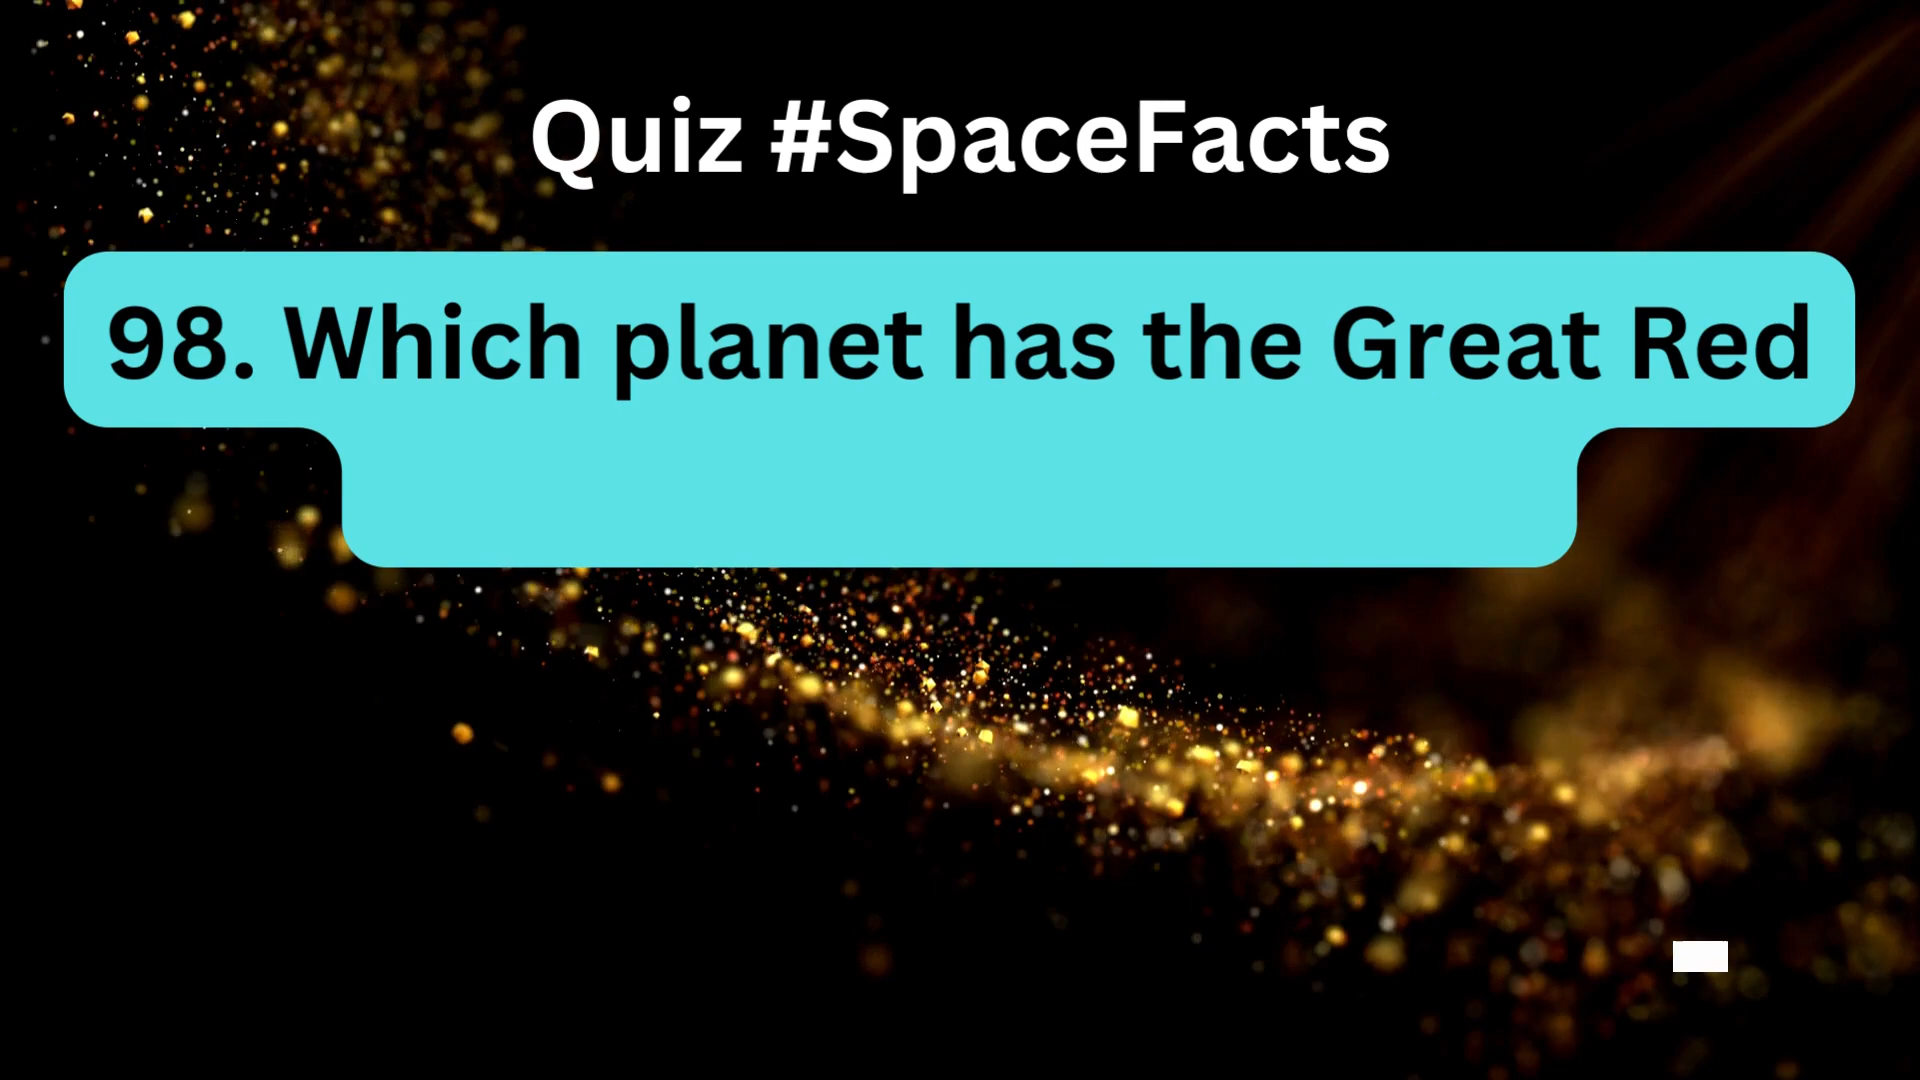 Quiz #SpaceFacts
98. Which planet has the Great Red